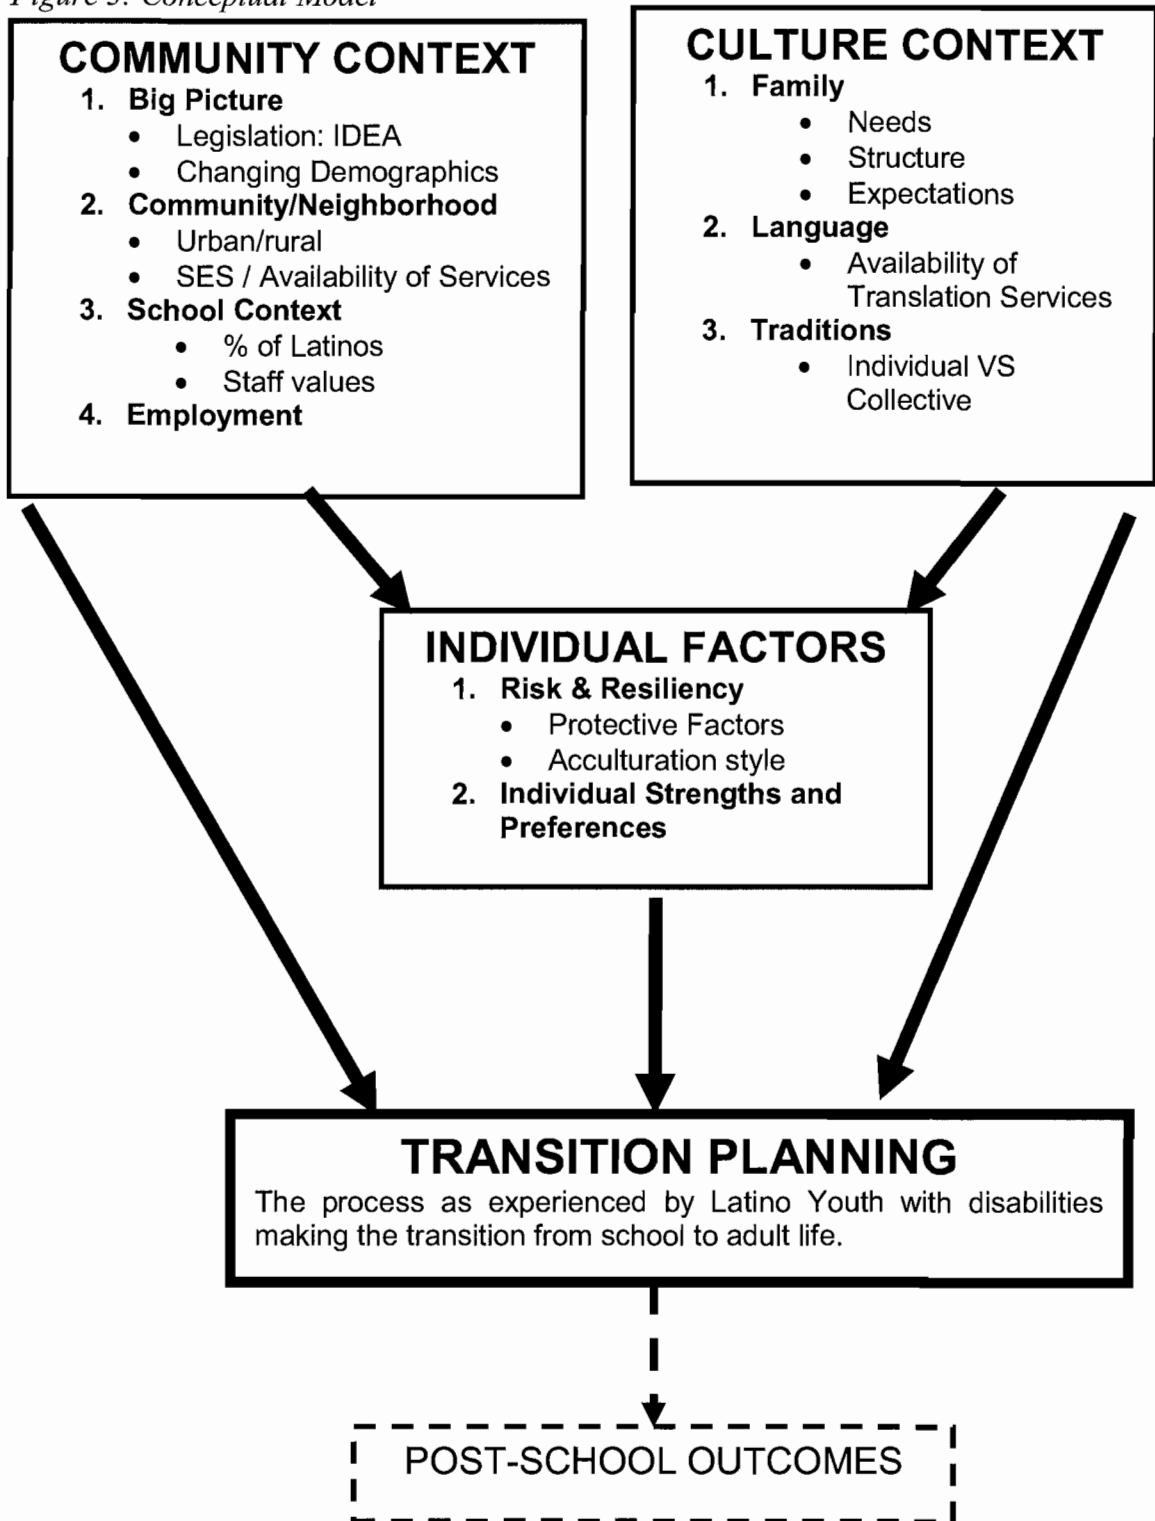 Figure 3: Conceptual Model
COMMUNITY CONTEXT
1. Big Picture
• Legislation: IDEA
• Changing Demographics
2. Community/Neighborhood
• Urban/rural
• SES / Availability of Services
3. School Context
• % of Latinos
• Staff values
4. Employment
CULTURE CONTEXT
1. Family
• Needs
• Structure
• Expectations
2. Language
• Availability of
Translation Services
3. Traditions
• Individual VS
Collective
INDIVIDUAL FACTORS
1. Risk & Resiliency
• Protective Factors
• Acculturation style
2. Individual Strengths and
Preferences
TRANSITION PLANNING
The process as experienced by Latino Youth with disabilities
making the transition from school to adult life.
POST-SCHOOL OUTCOMES